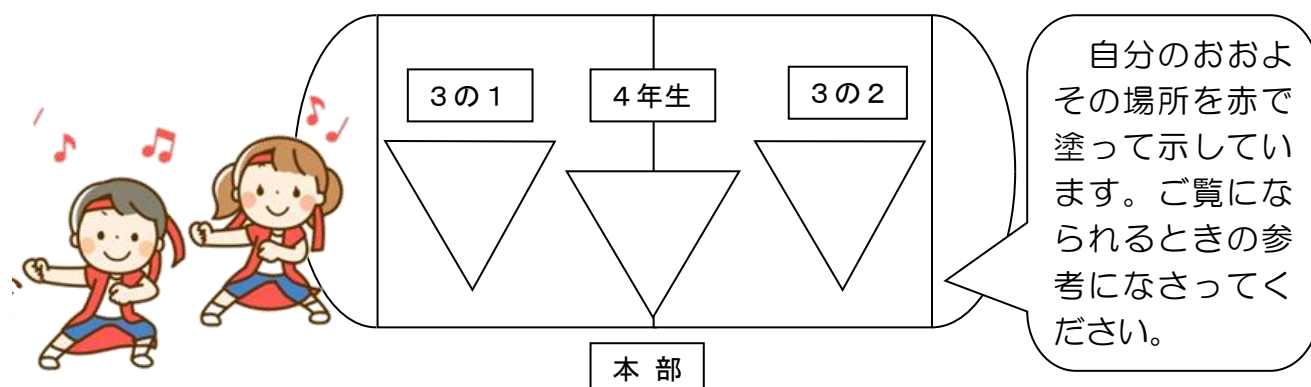 3の1
4年生
3の2
本部
自分のおおよ
その場所を赤で
塗って示してい
ます。ご覧にな
られるときの参
考になさってく
ださい。